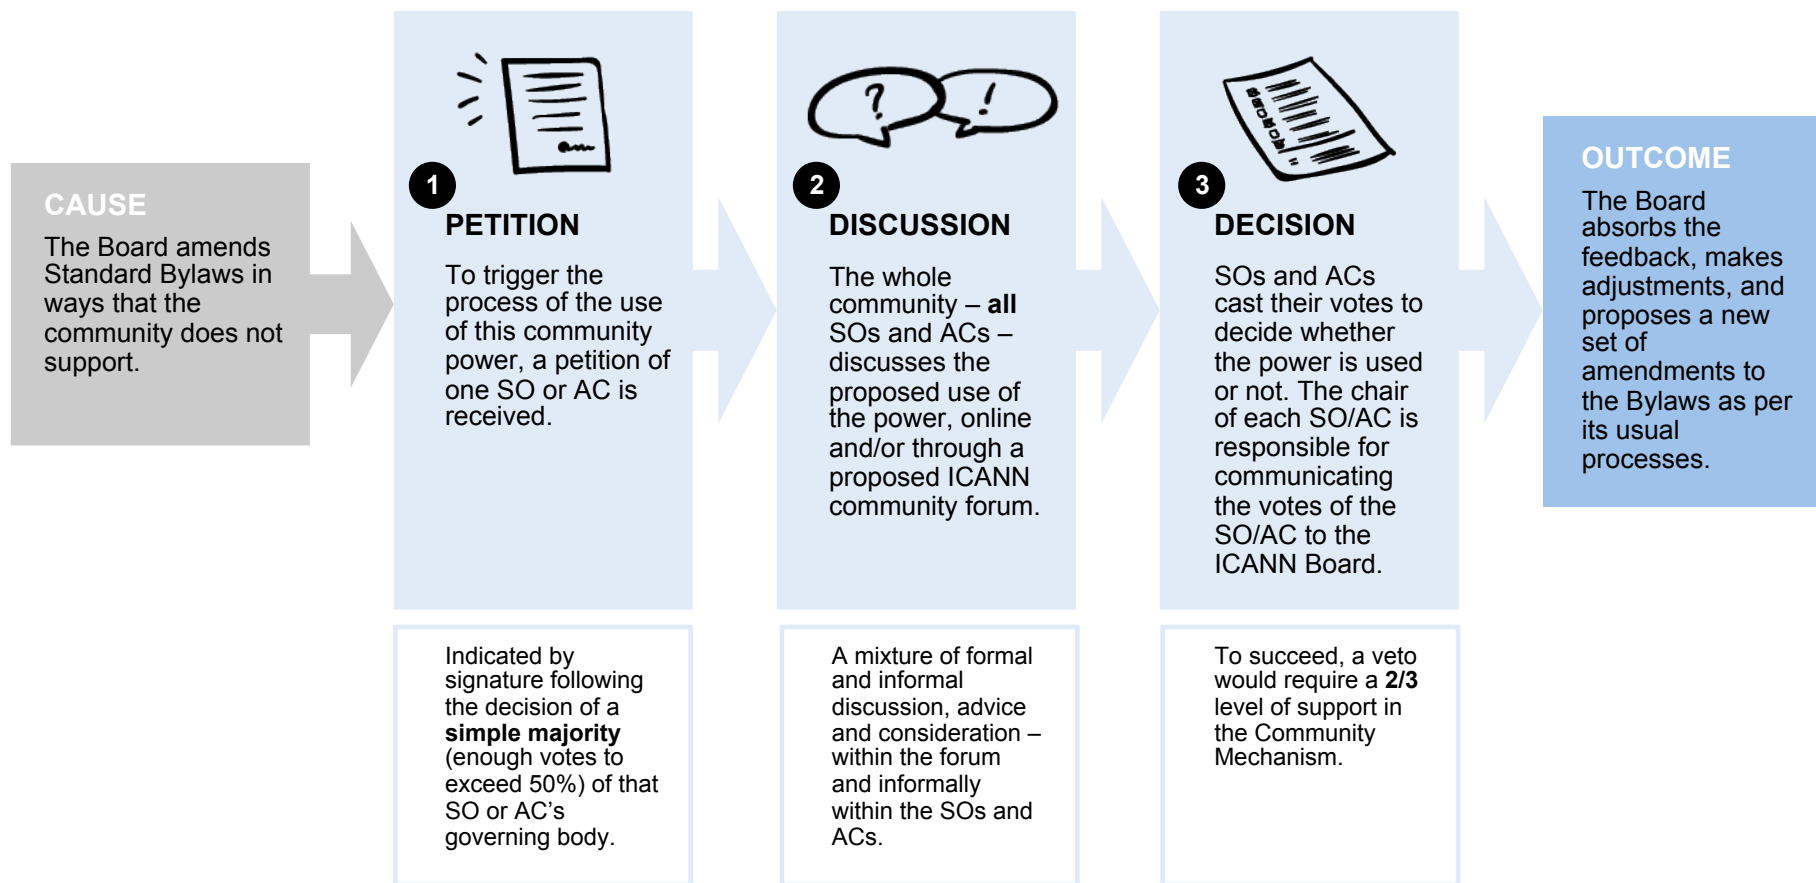 CAUSE
The Board amends
Standard Bylaws in
ways that the
community does not
support.
1
PETITION
To trigger the
process of the use
of this community
power, a petition of
one SO or AC is
received.
Indicated by
signature following
the decision of a
simple majority
(enough votes to
exceed 50%) of that
SO or AC’s
governing body.
?
!
2
DISCUSSION
The whole
community – all
SOs and ACs –
discusses the
proposed use of
the power, online
and/or through a
proposed ICANN
community forum.
A mixture of formal
and informal
discussion, advice
and consideration –
within the forum
and informally
within the SOs and
ACs.
3
DECISION
SOs and ACs
cast their votes to
decide whether
the power is used
or not. The chair
of each SO/AC is
responsible for
communicating
the votes of the
SO/AC to the
ICANN Board.
To succeed, a veto
would require a 2/3
level of support in
the Community
Mechanism.
OUTCOME
The Board
absorbs the
feedback, makes
adjustments, and
proposes a new
set of
amendments to
the Bylaws as per
its usual
processes.